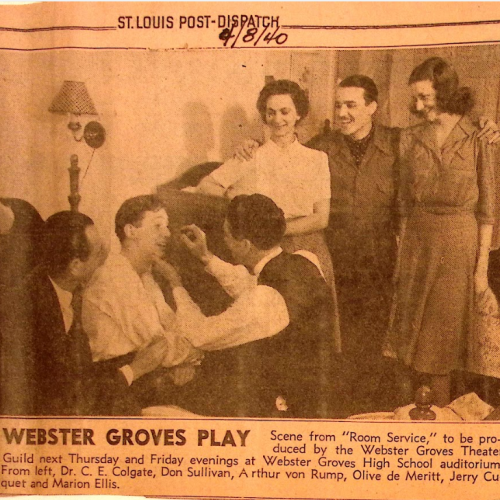 ST. LOUIS POST-DISPATCH
4/8/40
WEBSTER GROVES PLAY Scene from "Room Service," to be pro-
duced by the Webster Groves Theater
Guild next Thursday and Friday evenings at Webster Groves High School auditorium.
From left, Dr. C. E. Colgate, Don Sullivan, Arthur von Rump, Olive de Meritt, Jerry Cu
quet and Marion Ellis.